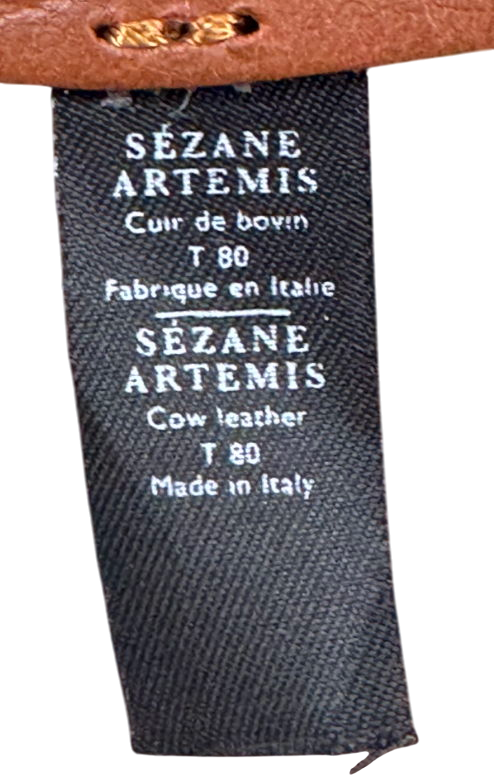 SÉZANE
ARTEMIS
Cuir de bovin
T 80
Fabrique en Italie
SÉZANE
ARTEMIS
Cow leather
T 80
Made in Italy